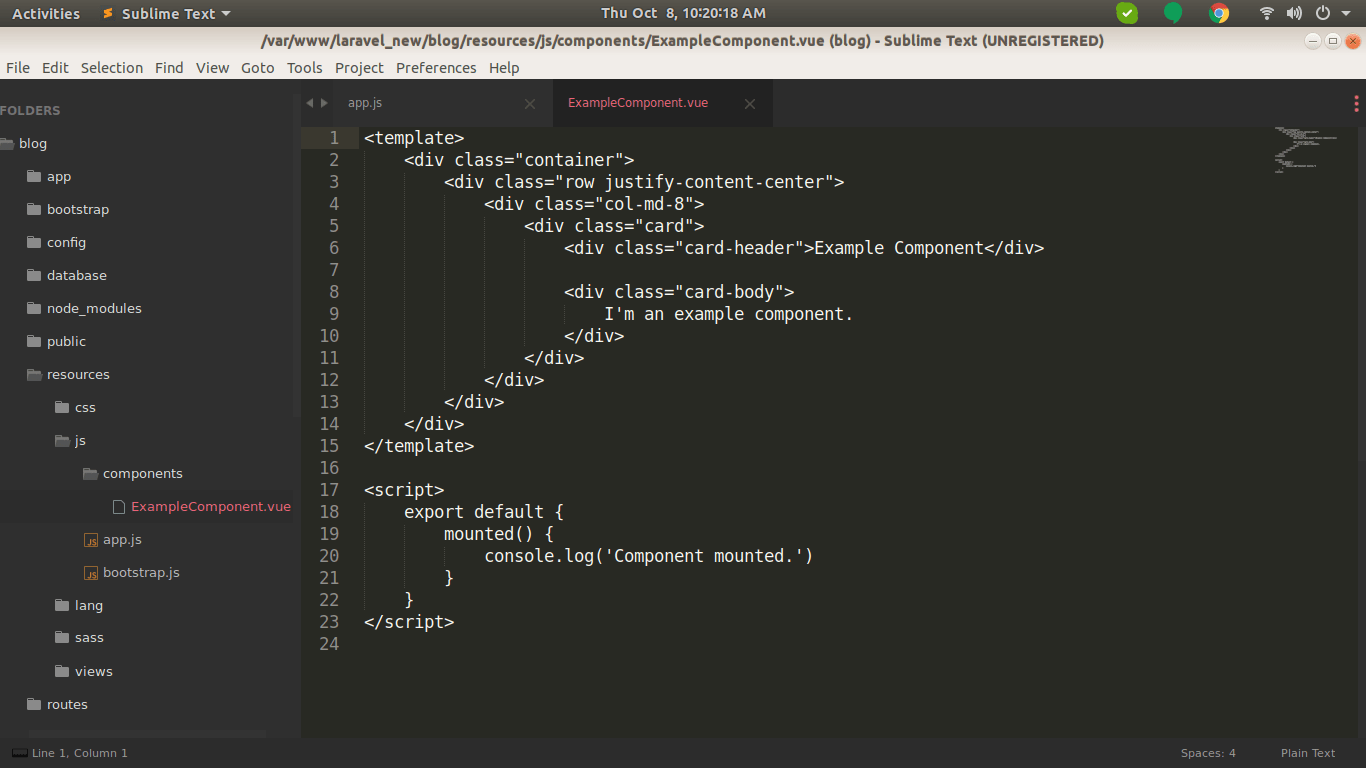 Activities
Sublime Text
Thu Oct 8, 10:20:18 AM
/var/www/laravel_new/blog/resources/js/components/ExampleComponent.vue (blog) - Sublime Text (UNREGISTERED)
File Edit Selection Find View Goto Tools Project Preferences Help
FOLDERS
blog
app
bootstrap
config
database
node_modules
public
resources
css
js
components
ExampleComponent.vue
JS app.js
JS bootstrap.js
lang
sass
views
routes
app.js
ExampleComponent.vue
1 <template>
2     <div class="container">
3         <div class="row justify-content-center">
4             <div class="col-md-8">
5                 <div class="card">
6                     <div class="card-header">Example Component</div>
7
8                     <div class="card-body">
9                         I'm an example component.
10                     </div>
11                 </div>
12             </div>
13         </div>
14     </div>
15 </template>
16
17 <script>
18     export default {
19         mounted() {
20             console.log('Component mounted.')
21         }
22     }
23 </script>
24
Line 1, Column 1
Spaces: 4
Plain Text